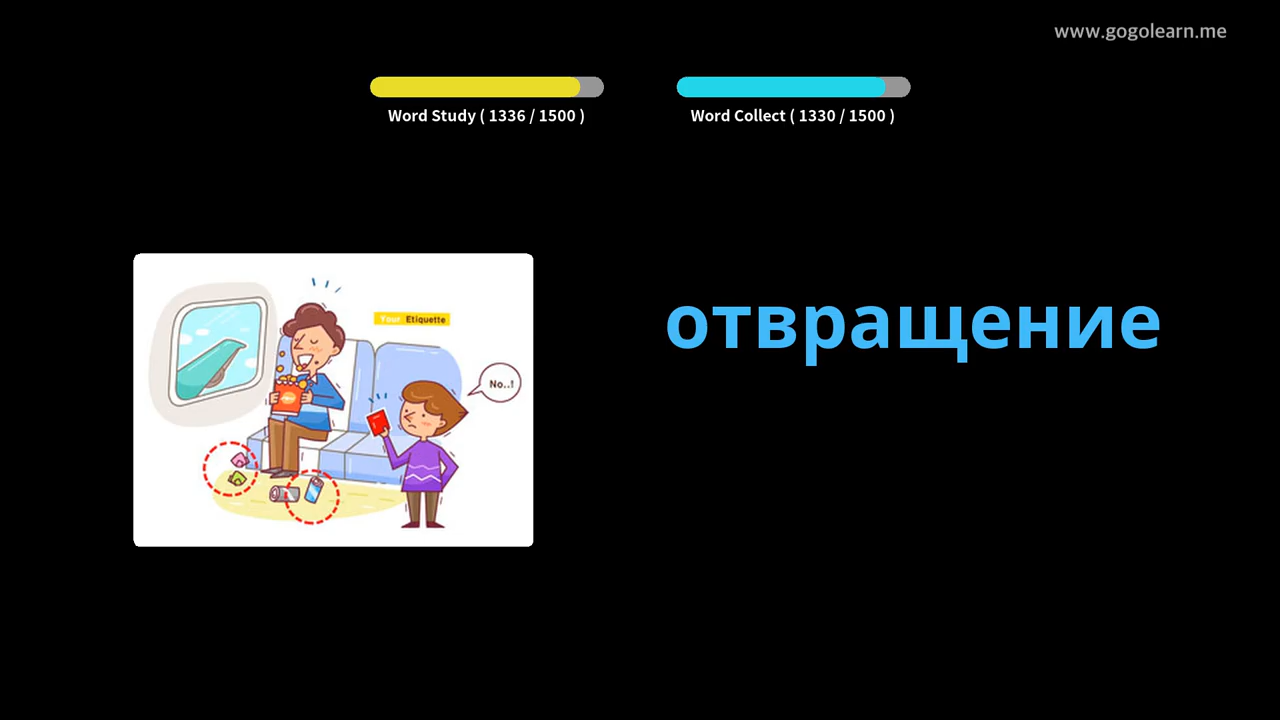 www.gogolearn.me
Word Study ( 1336 / 1500 )
Word Collect ( 1330 / 1500 )
Your Etiquette
No..!
отвращение